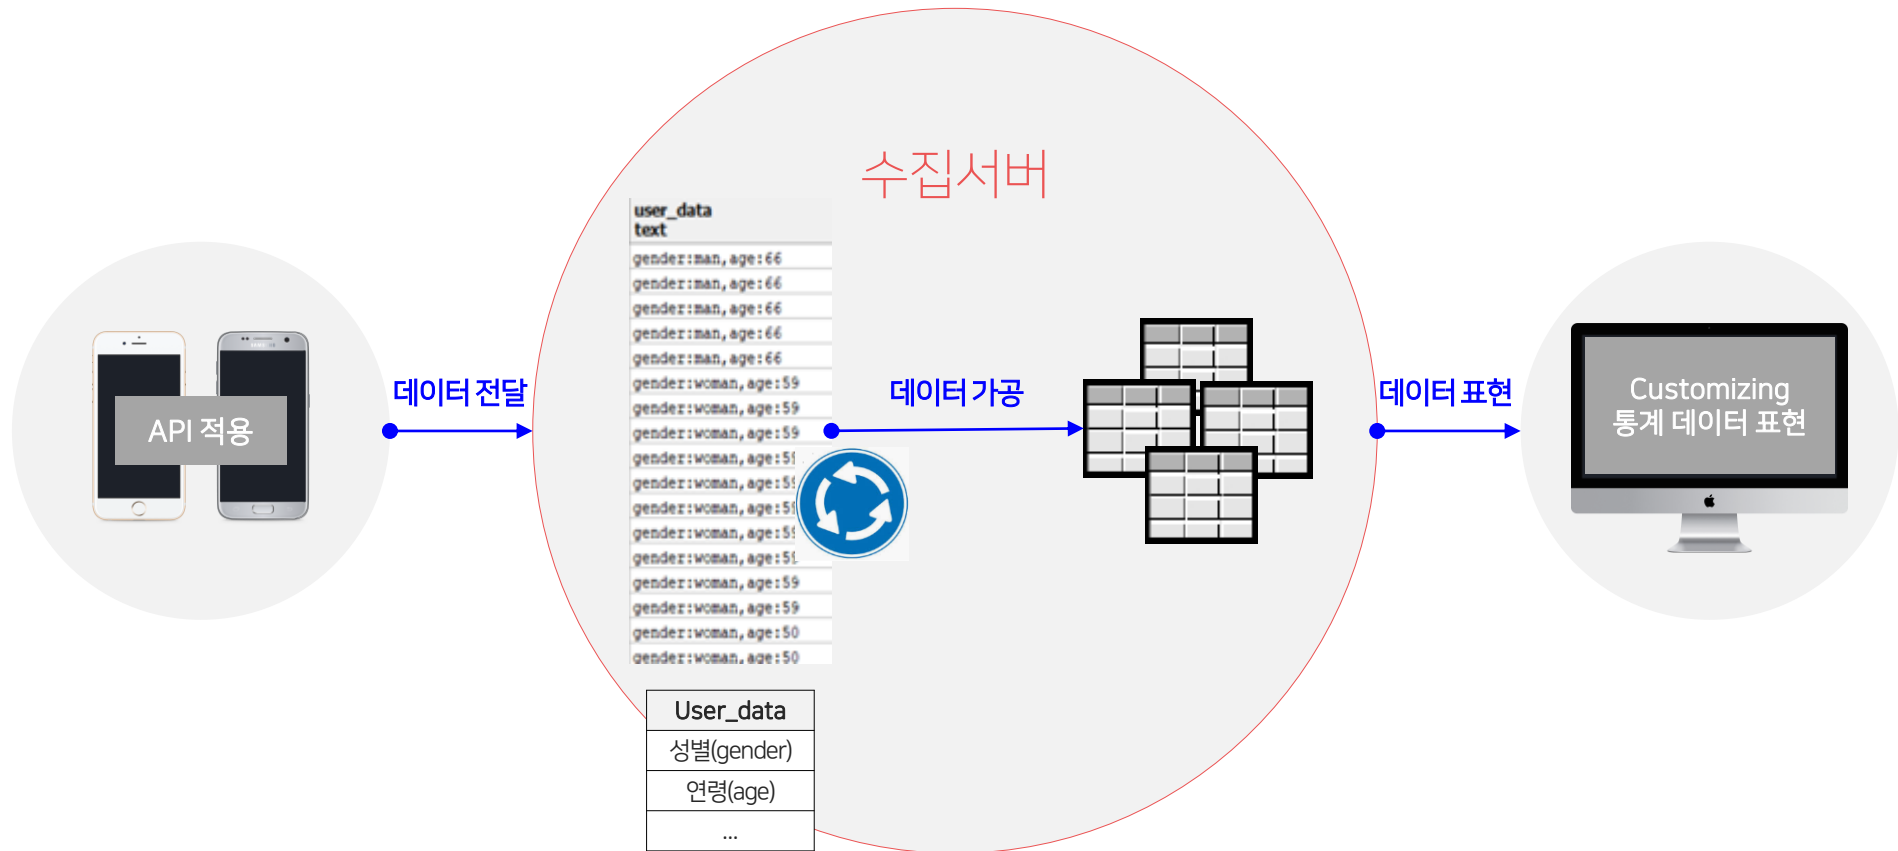 수집서버
user_data
text
gender:man,age:66
gender:man,age:66
gender:man,age:66
gender:man,age:66
gender:man,age:66
gender:woman,age:59
gender:woman,age:59
gender:woman,age:59
gender:woman,age:59
gender:woman,age:59
gender:woman,age:59
gender:woman,age:59
gender:woman,age:59
gender:woman,age:59
gender:woman,age:59
gender:woman,age:50
gender:woman,age:50
API 적용
데이터 전달
데이터 가공
데이터 표현
Customizing
통계 데이터 표현
User_data
성별(gender)
연령(age)
...